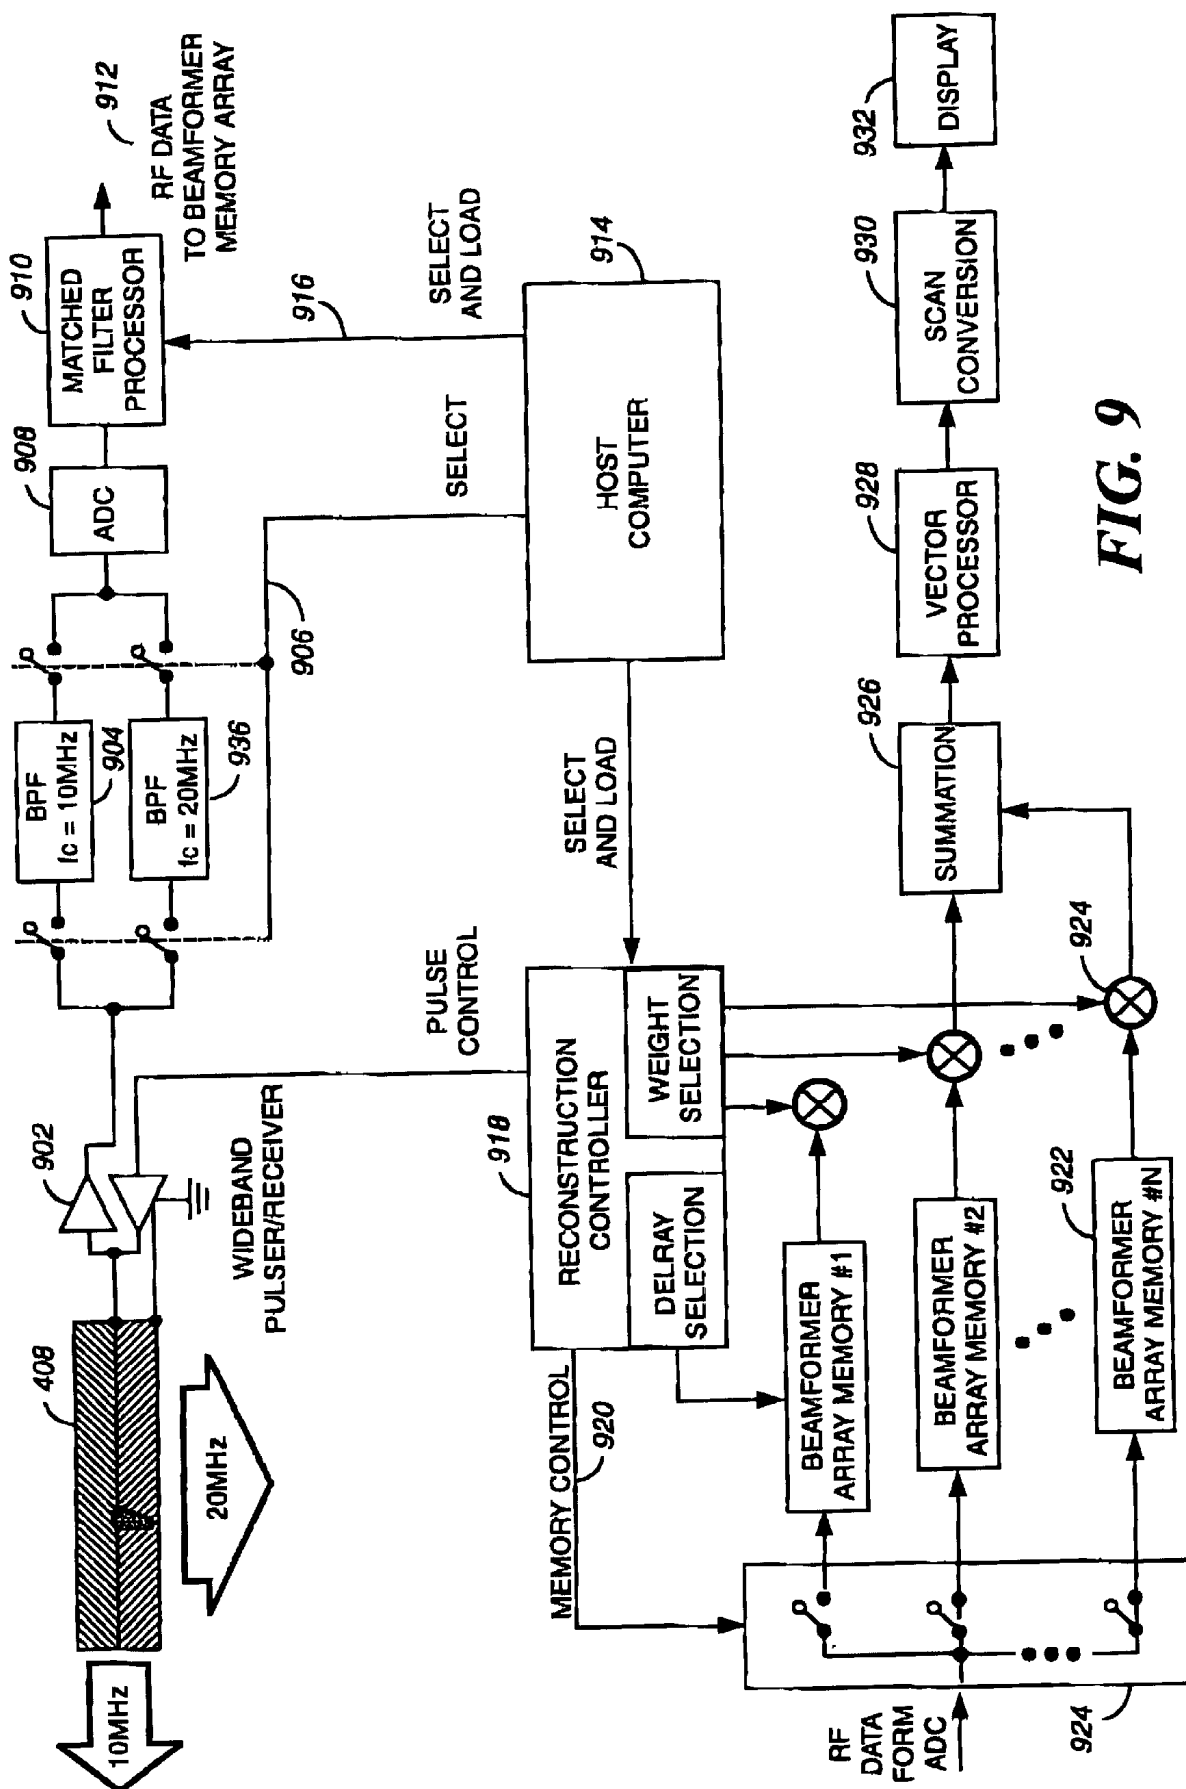 10MHz
20MHz
408
902
WIDEBAND
PULSER/RECEIVER
BPF
fc = 10MHz
904
BPF
fc = 20MHz
936
906
ADC
908
MATCHED
FILTER
PROCESSOR
910
RF DATA
TO BEAMFORMER
MEMORY ARRAY
912
PULSE
CONTROL
SELECT
SELECT
AND LOAD
916
HOST
COMPUTER
914
SELECT
AND LOAD
RECONSTRUCTION
CONTROLLER
918
DELRAY
SELECTION
WEIGHT
SELECTION
MEMORY CONTROL
920
RF
DATA
FORM
ADC
924
BEAMFORMER
ARRAY MEMORY #1
BEAMFORMER
ARRAY MEMORY #2
BEAMFORMER
ARRAY MEMORY #N
922
924
SUMMATION
926
VECTOR
PROCESSOR
928
SCAN
CONVERSION
930
DISPLAY
932
FIG. 9